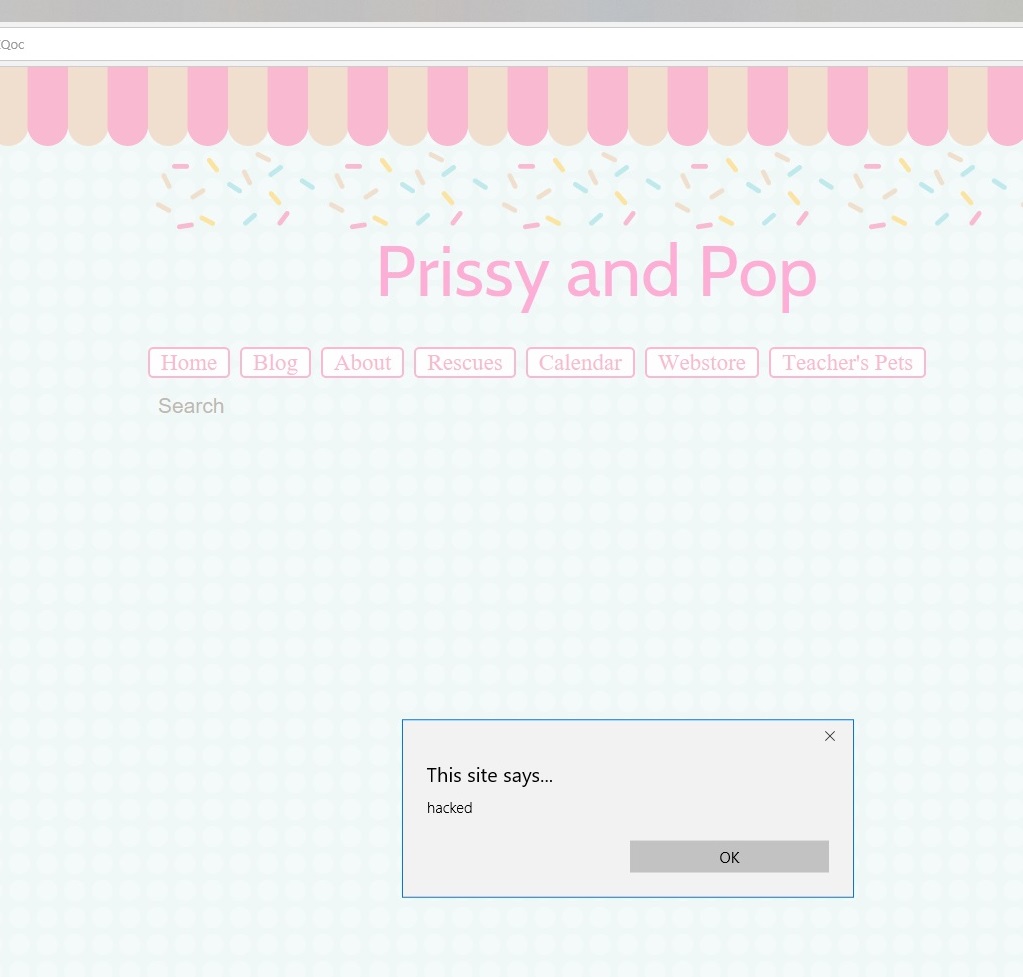 Qoc
Prissy and Pop
Home Blog About Rescues Calendar Webstore Teacher's Pets
Search
This site says...
hacked
OK